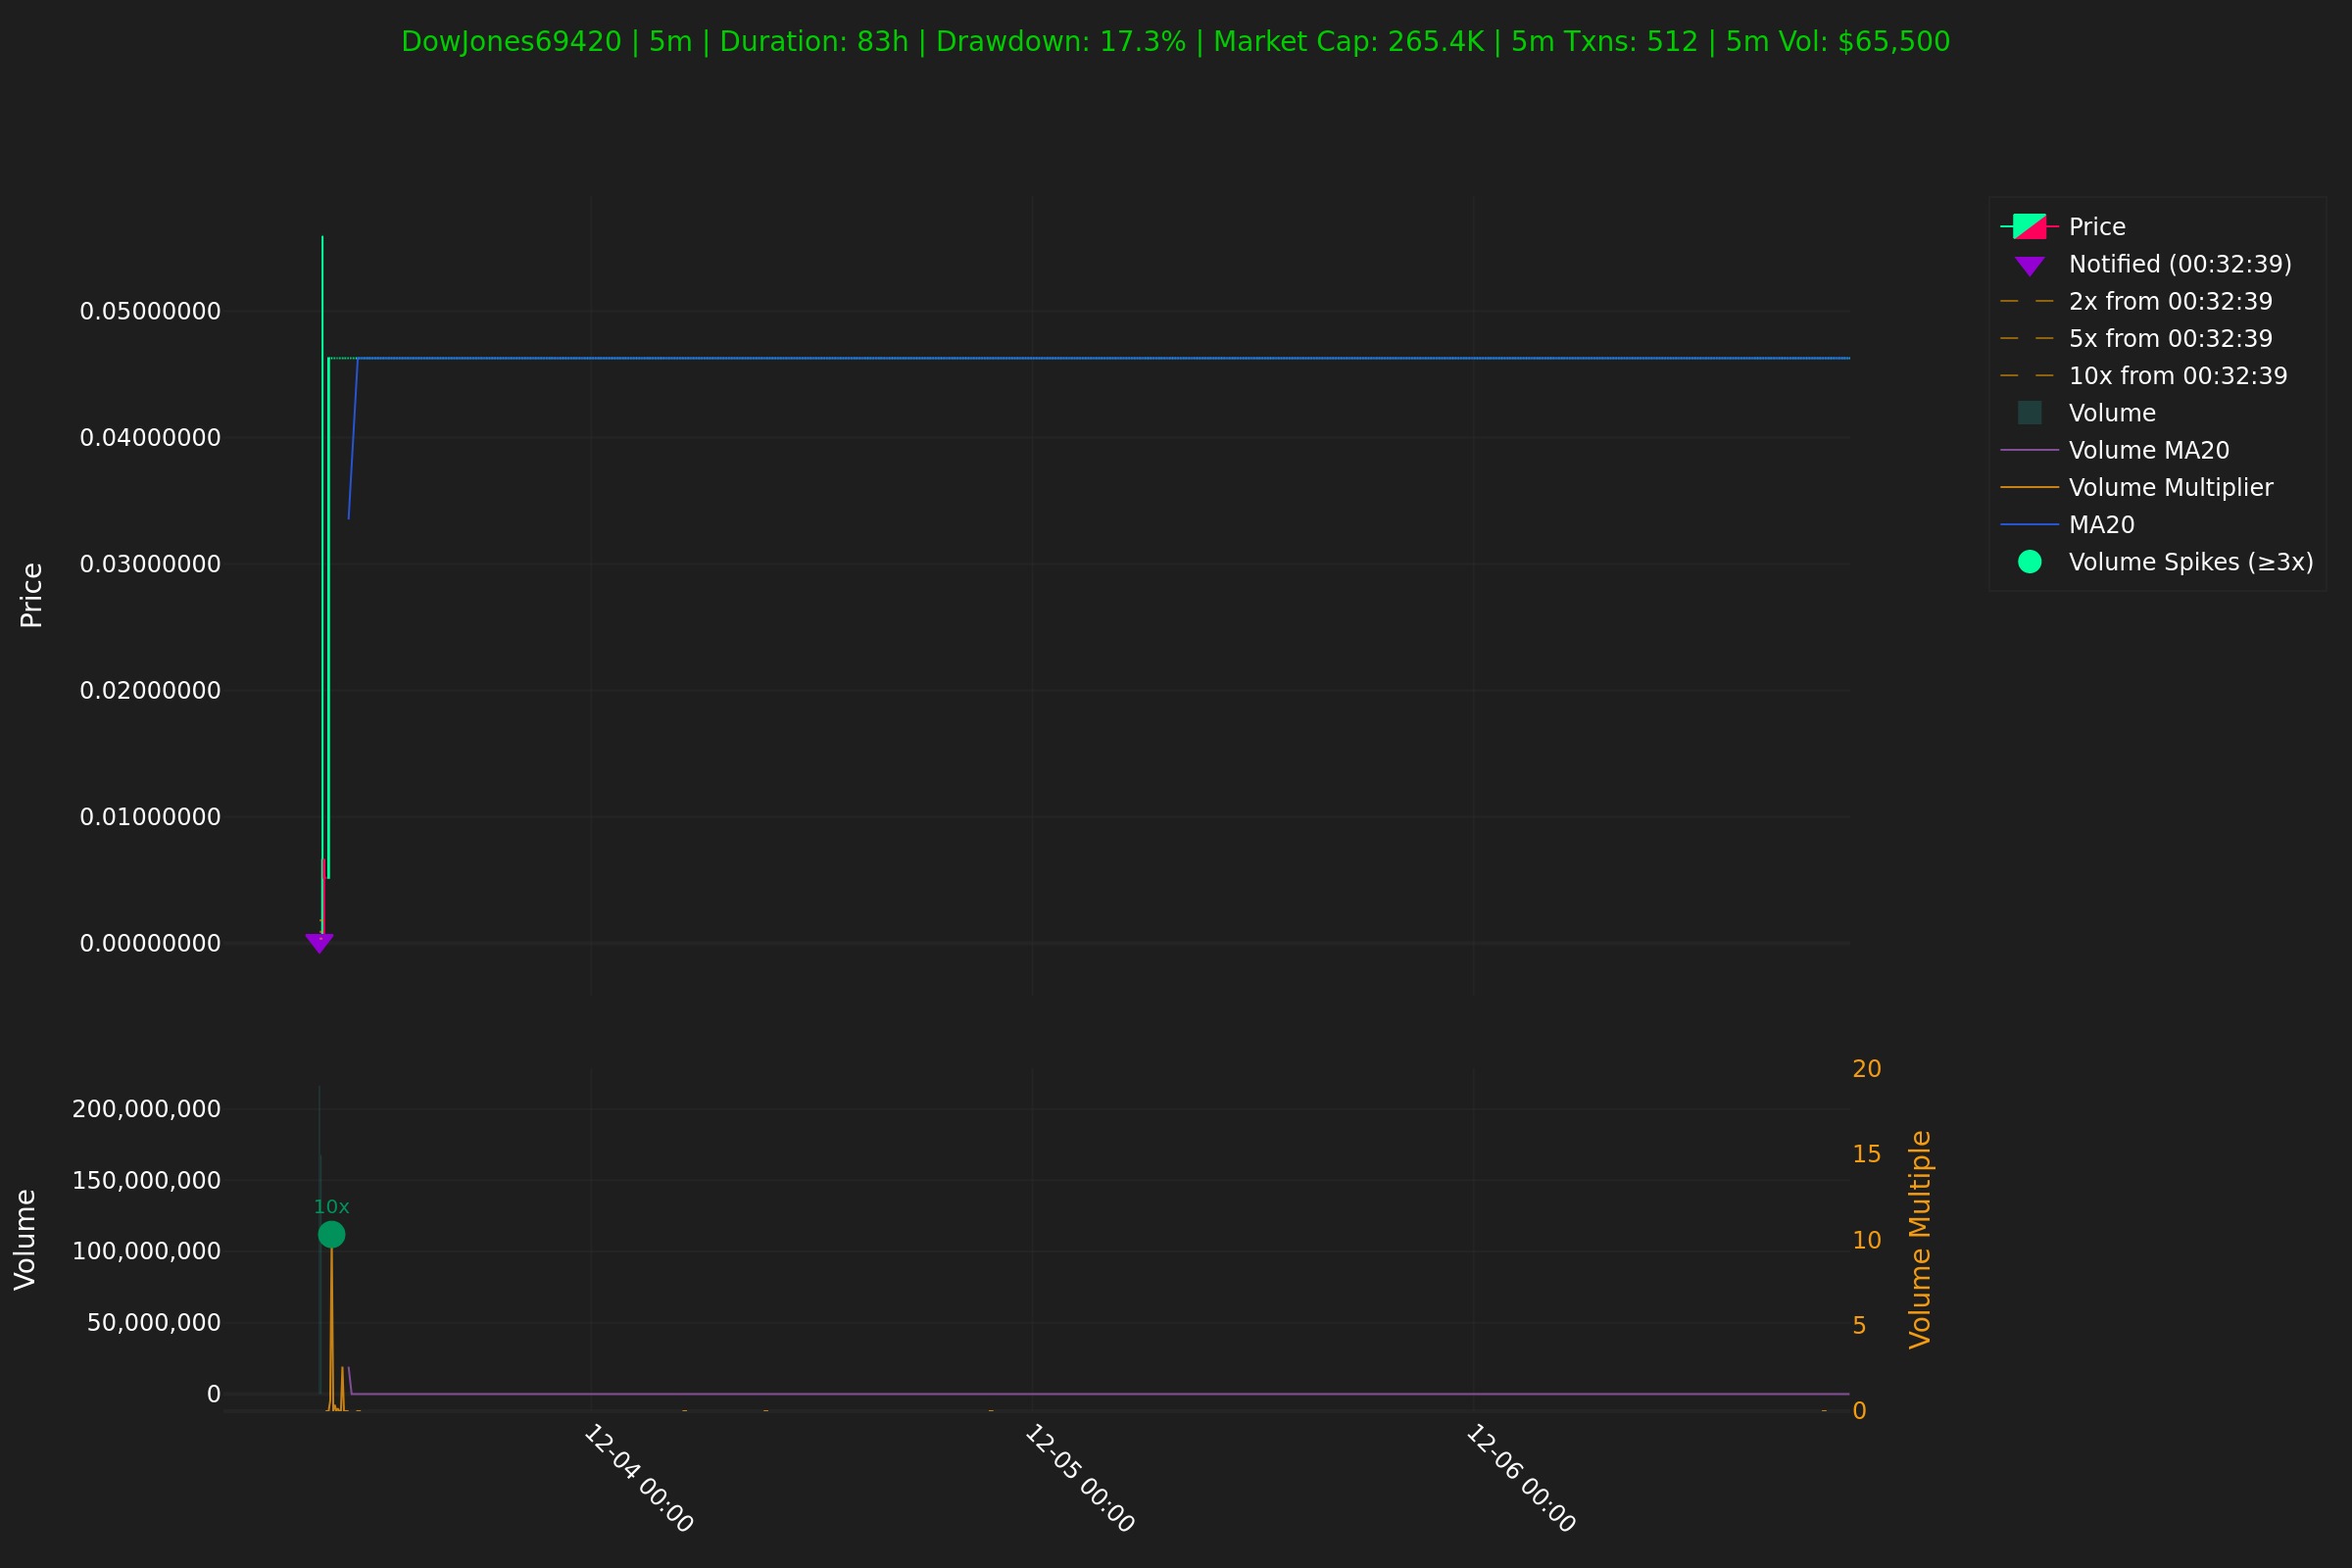 DowJones69420 | 5m | Duration: 83h | Drawdown: 17.3% | Market Cap: 265.4K | 5m Txns: 512 | 5m Vol: $65,500
Price
0.05000000
0.04000000
0.03000000
0.02000000
0.01000000
0.00000000
Price
Notified (00:32:39)
2x from 00:32:39
5x from 00:32:39
10x from 00:32:39
Volume
Volume MA20
Volume Multiplier
MA20
Volume Spikes (≥3x)
Volume
200,000,000
150,000,000
100,000,000
50,000,000
0
10x
20
15
10
5
0
Volume Multiple
12-04 00:00
12-05 00:00
12-06 00:00